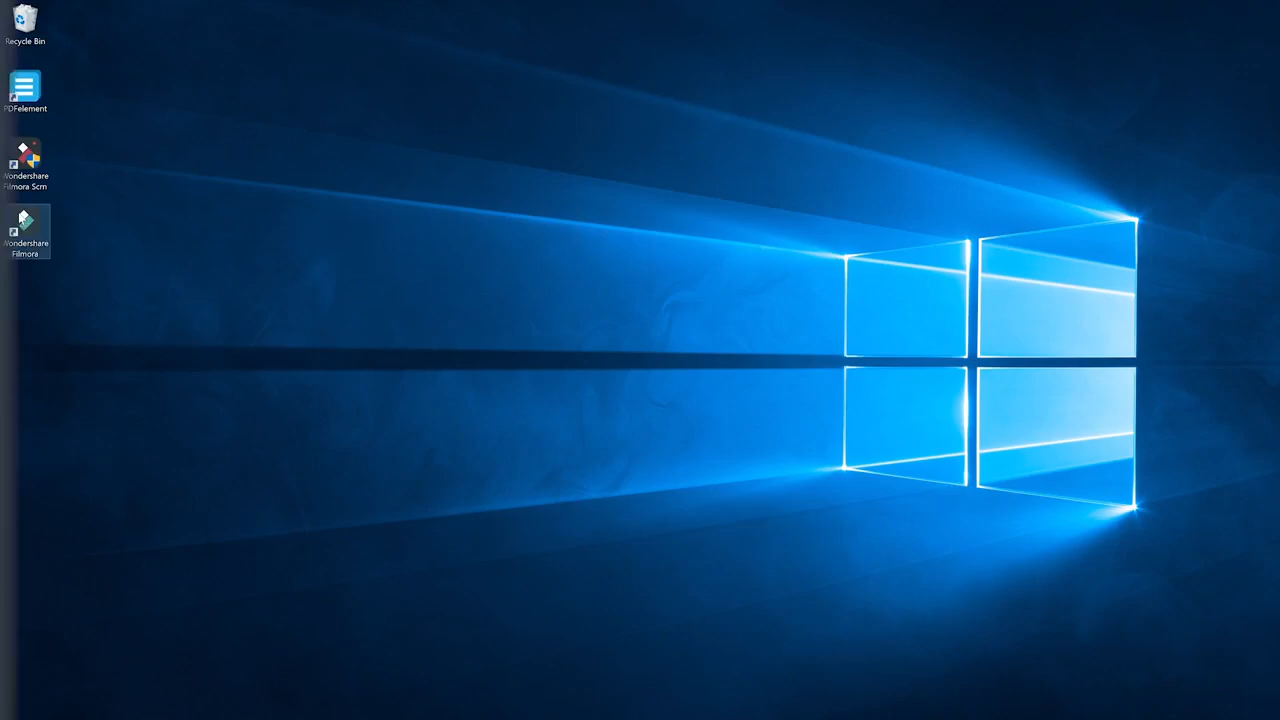 Recycle Bin
PDFelement
Wondershare
Filmora Scrn
Wondershare
Filmora